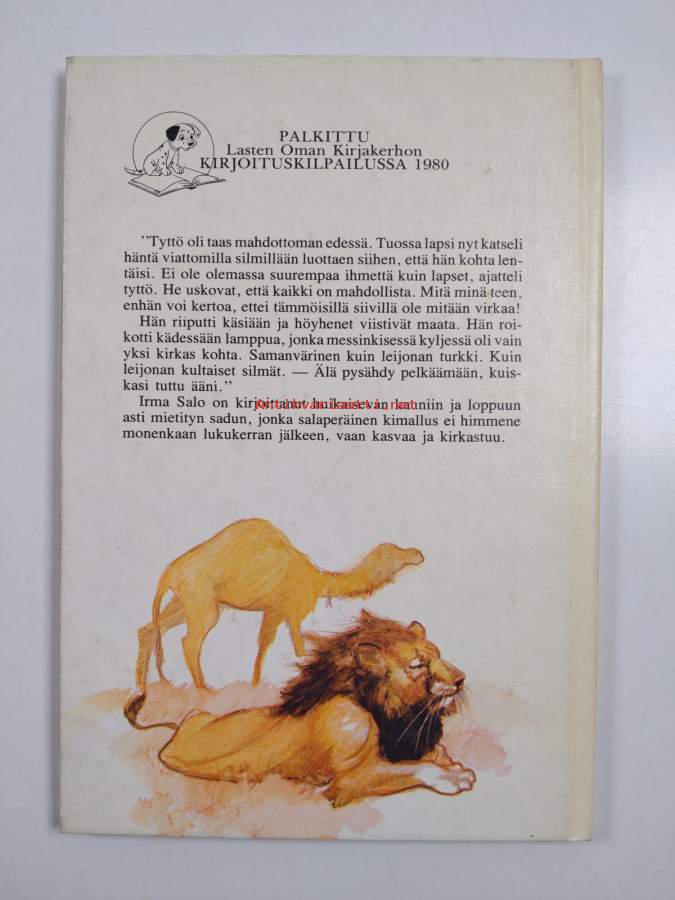 PALKITTU
Lasten Oman Kirjakerhon
KIRJOITUSKILPAILUSSA 1980
"Tyttö oli taas mahdottoman edessä. Tuossa lapsi nyt katseli
häntä viattomilla silmillään luottaen siihen, että hän kohta len-
täisi. Ei ole olemassa suurempaa ihmettä kuin lapset, ajatteli
tyttö. He uskovat, että kaikki on mahdollista. Mitä minä teen,
enhän voi kertoa, ettei tämmöisillä siivillä ole mitään virkaa!
Hän riiputti käsiään ja höyhenet viistivät maata. Hän roi-
kotti kädessään lamppua, jonka messinkisessä kyljessä oli vain
yksi kirkas kohta. Samanvärinen kuin leijonan turkki. Kuin
leijonan kultaiset silmät. — Älä pysähdy pelkäämään, kuis-
kasi tuttu ääni."
Irma Salo on kirjoittanut huikaisevan kauniin ja loppuun
asti mietityn sadun, jonka salaperäinen kimallus ei himmene
monenkaan lukukerran jälkeen, vaan kasvaa ja kirkastuu.